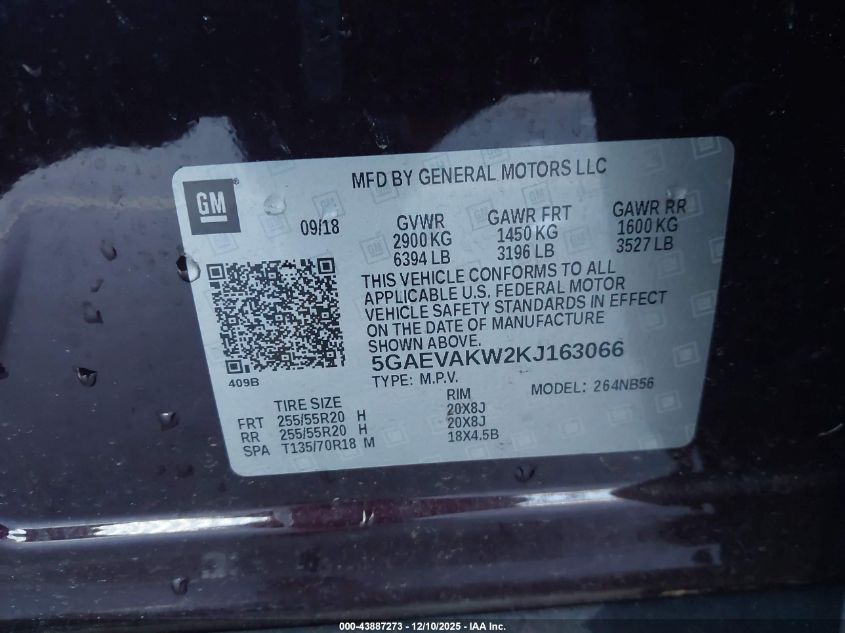 MFD BY GENERAL MOTORS LLC
GM®
09/18
GVWR GAWR FRT GAWR RR
2900 KG 1450 KG 1600 KG
6394 LB 3196 LB 3527 LB
THIS VEHICLE CONFORMS TO ALL
APPLICABLE U.S. FEDERAL MOTOR
VEHICLE SAFETY STANDARDS IN EFFECT
ON THE DATE OF MANUFACTURE
SHOWN ABOVE.
5GAEVAKW2KJ163066
409B
TYPE: M.P.V. MODEL: 264NB56
TIRE SIZE RIM
FRT 255/55R20 H 20X8J
RR 255/55R20 H 20X8J
SPA T135/70R18 M 18X4.5B
000-43887273 - 12/10/2025 - IAA Inc.